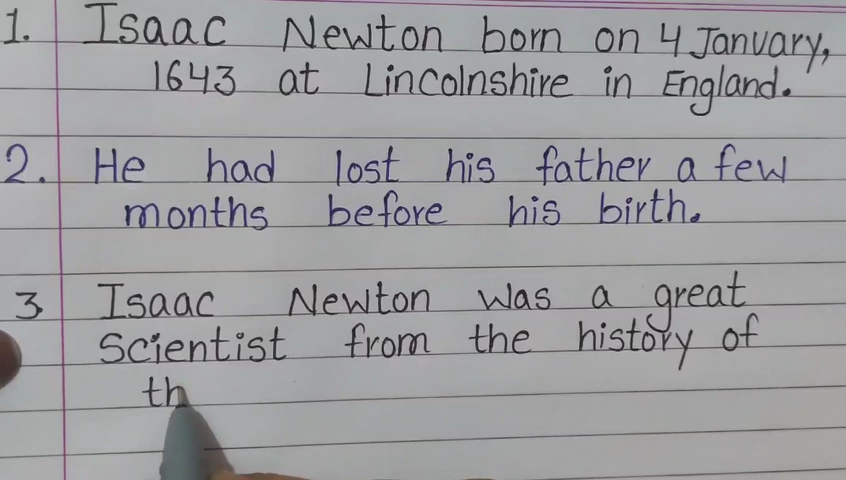 1. Isaac Newton born on 4 January,
1643 at Lincolnshire in England.
2. He had lost his father a few
months before his birth.
3 Isaac Newton was a great
Scientist from the history of
th